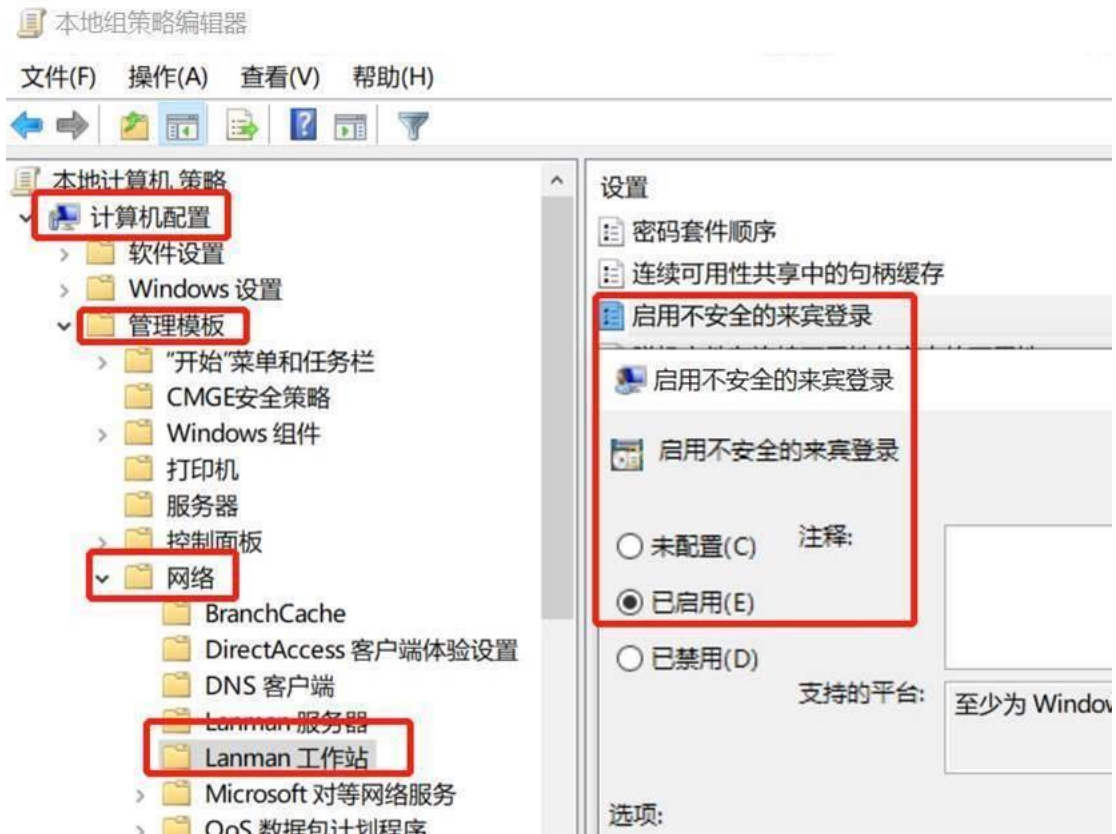 本地组策略编辑器
文件(F) 操作(A) 查看(V) 帮助(H)
本地计算机 策略
计算机配置
软件设置
Windows 设置
管理模板
"开始"菜单和任务栏
CMGE安全策略
Windows 组件
打印机
服务器
控制面板
网络
BranchCache
DirectAccess 客户端体验设置
DNS 客户端
Lanman 服务器
Lanman 工作站
Microsoft 对等网络服务
QoS 数据包计划程序
设置
密码套件顺序
连续可用性共享中的句柄缓存
启用不安全的来宾登录
启用不安全的来宾登录
启用不安全的来宾登录
未配置(C) 注释:
已启用(E)
已禁用(D)
支持的平台: 至少为 Window
选项: